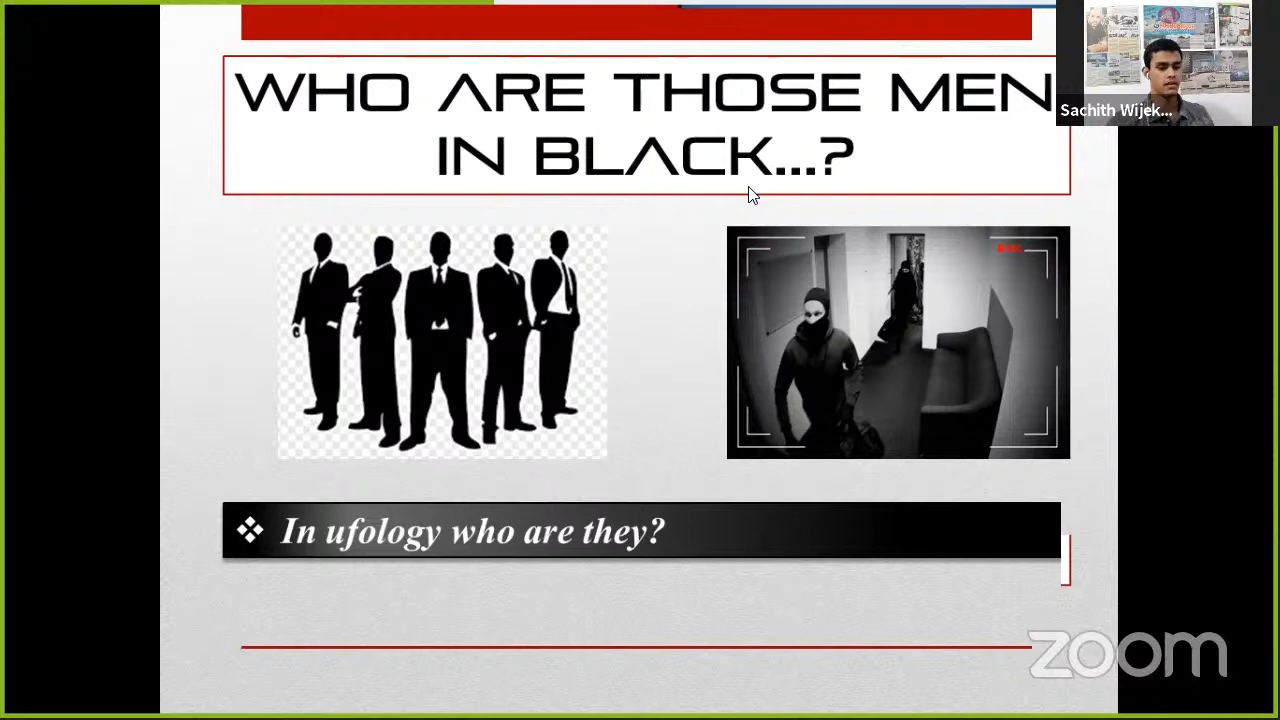 WHO ARE THOSE MEN
IN BLACK...?
Sachith Wijek...
❖ In ufology who are they?
zoom